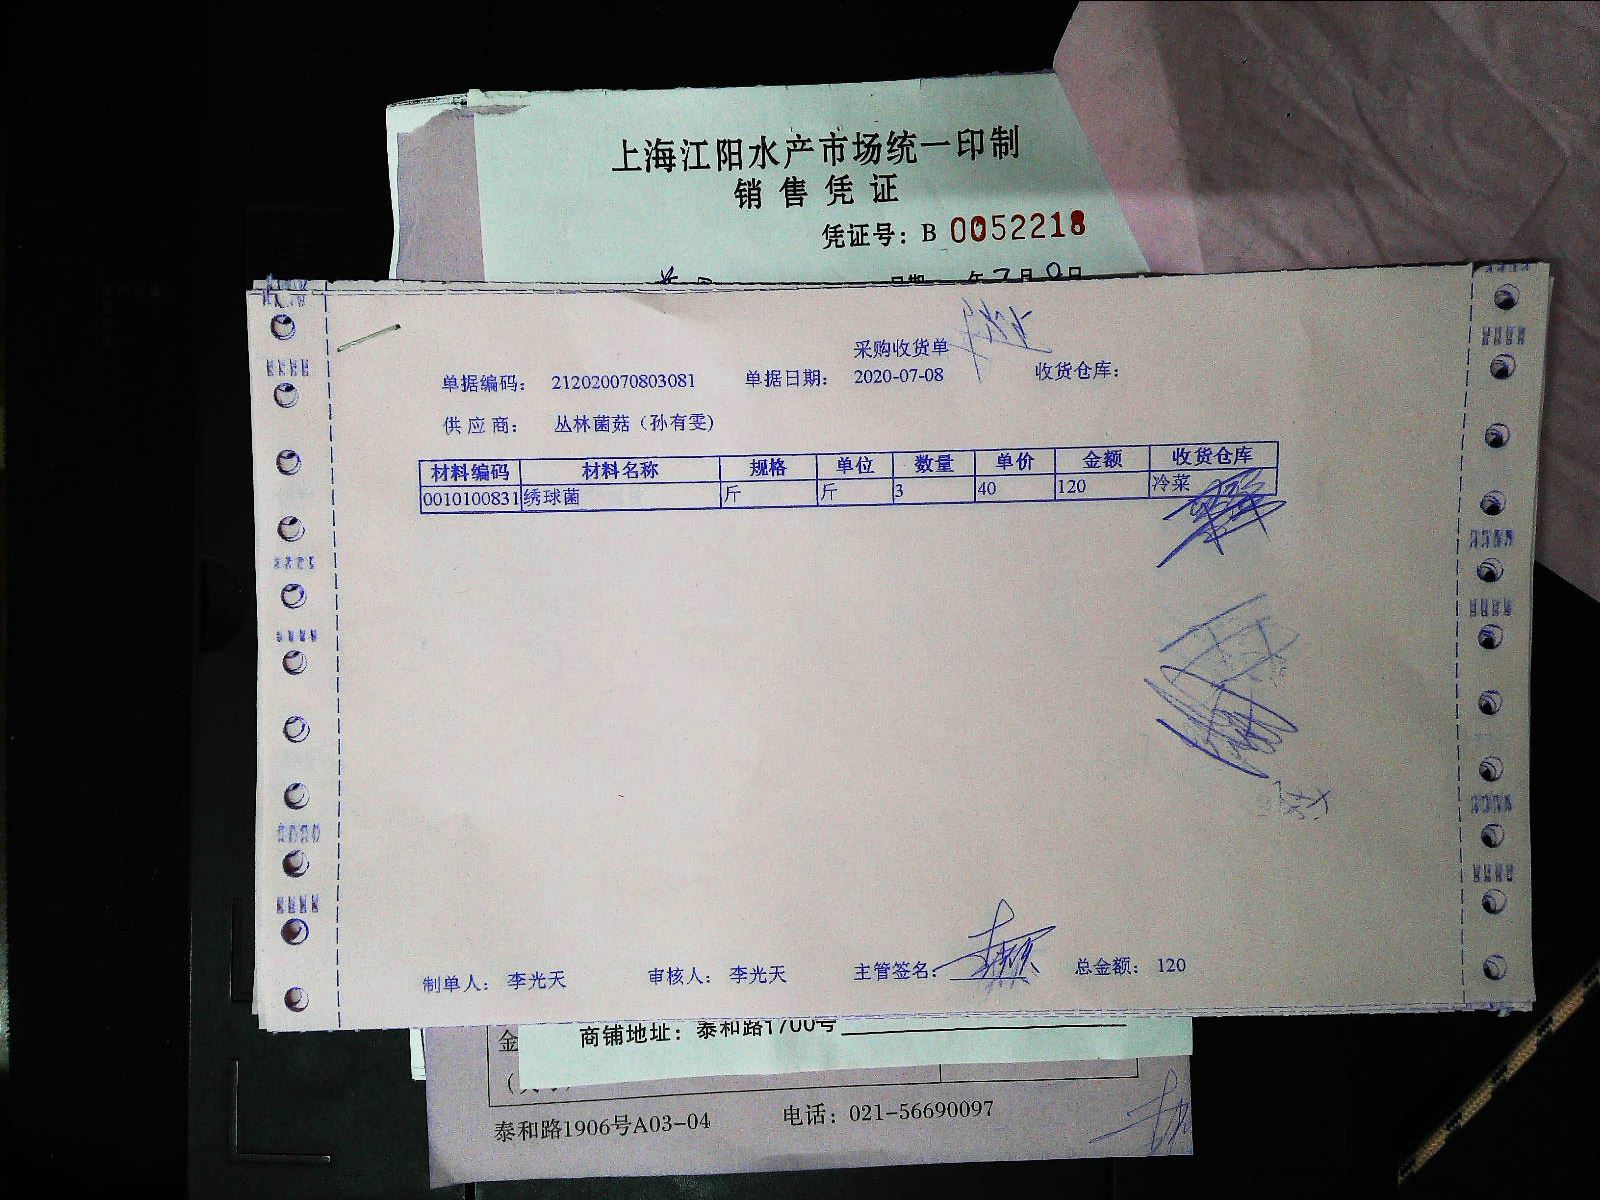 上海江阳水产市场统一印制
销售凭证
凭证号：B 0052218
采购收货单
单据编码： 212020070803081 单据日期： 2020-07-08 收货仓库：
供应商： 丛林菌菇（孙有雯)
材料编码 材料名称 规格 单位 数量 单价 金额 收货仓库
0010100831 绣球菌 斤 斤 3 40 120 冷菜
制单人： 李光天 审核人： 李光天 主管签名： 总金额： 120
金 商铺地址：泰和路1700号
泰和路1906号A03-04 电话：021-56690097